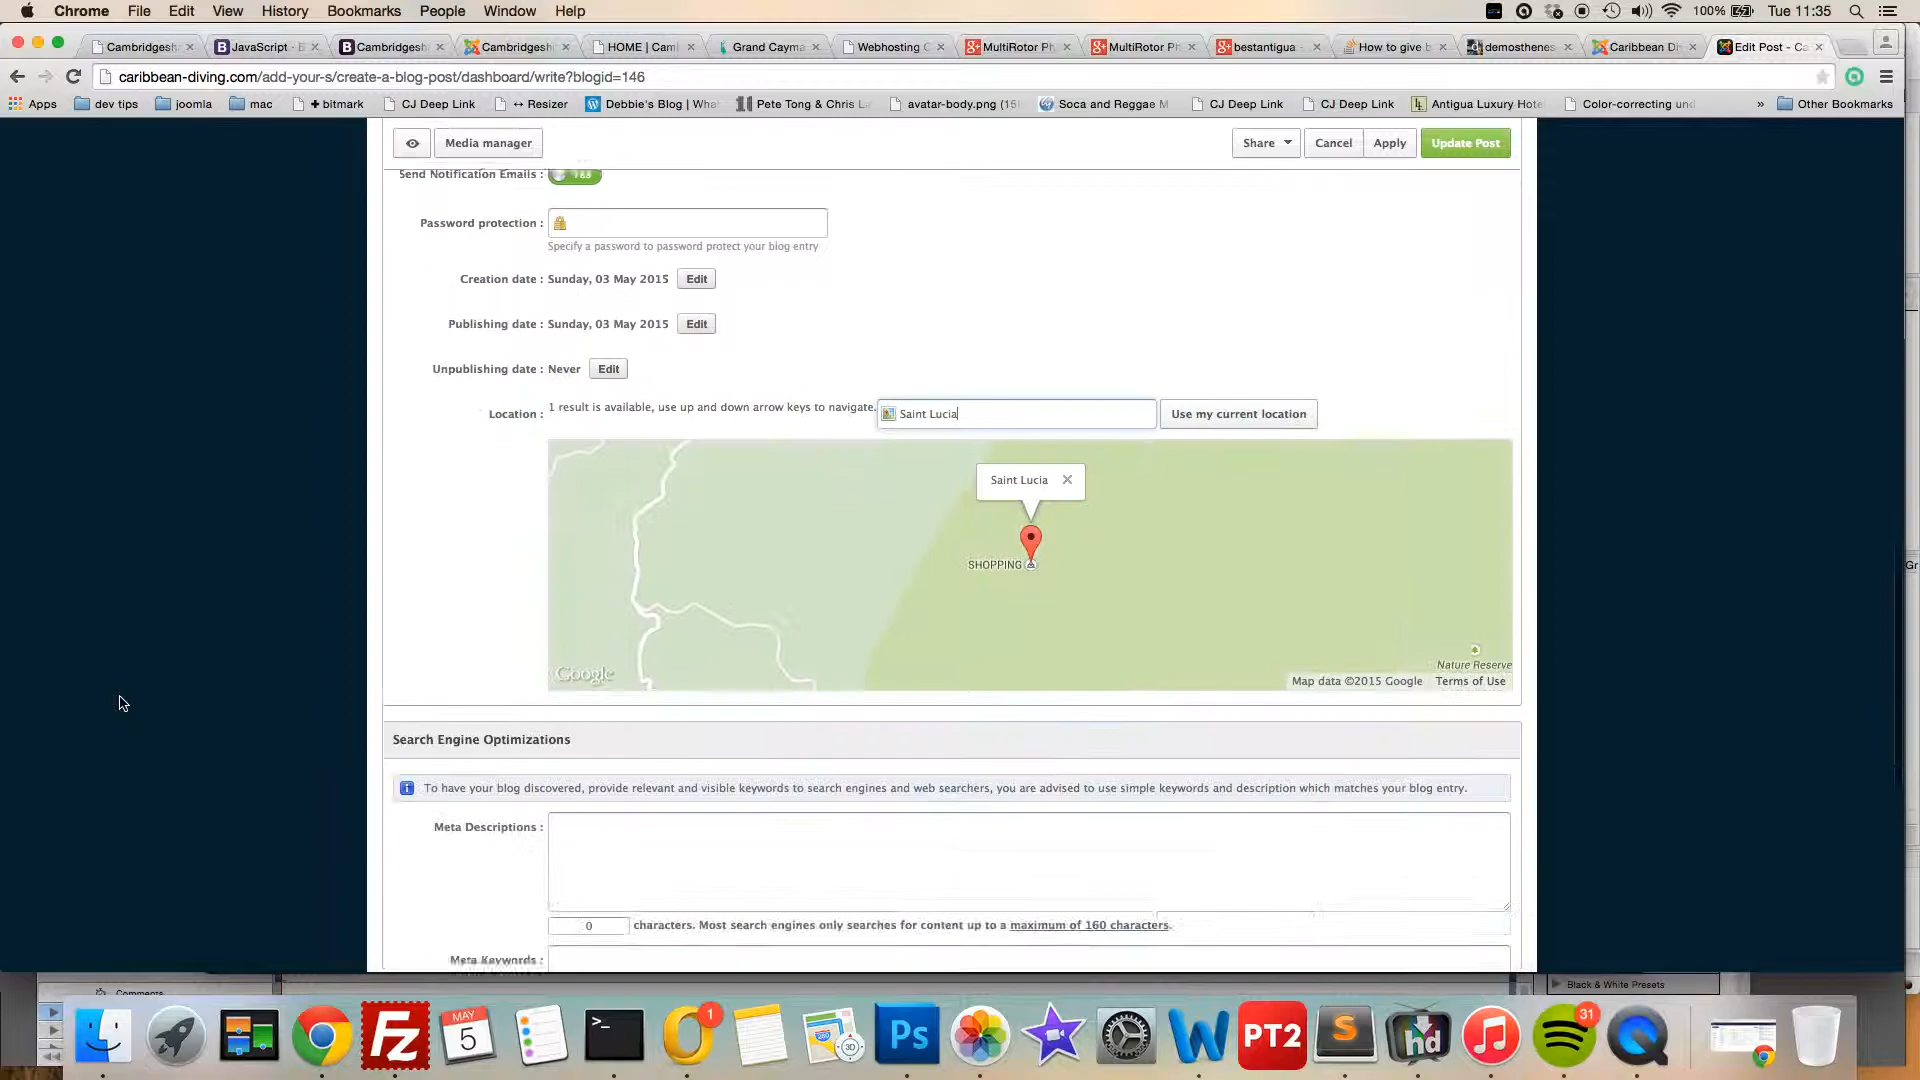 Chrome File Edit View History Bookmarks People Window Help 100% Tue 11:35
Cambridgesh JavaScript - B Cambridgesh Cambridgesh HOME | Cam Grand Cayma Webhosting C MultiRotor Ph MultiRotor Ph bestantigua - How to give b demosthenes Caribbean Di Edit Post - Ca
caribbean-diving.com/add-your-s/create-a-blog-post/dashboard/write?blogid=146
Apps dev tips joomla mac + bitmark CJ Deep Link ↔ Resizer Debbie's Blog | Wha Pete Tong & Chris L avatar-body.png (15 Soca and Reggae M CJ Deep Link CJ Deep Link Antigua Luxury Hote Color-correcting und » Other Bookmarks
Media manager Share Cancel Apply Update Post
Send Notification Emails :
Password protection :
Specify a password to password protect your blog entry
Creation date : Sunday, 03 May 2015 Edit
Publishing date : Sunday, 03 May 2015 Edit
Unpublishing date : Never Edit
Location : 1 result is available, use up and down arrow keys to navigate. Saint Lucia Use my current location
Saint Lucia
SHOPPING
Nature Reserve
Google Map data ©2015 Google Terms of Use
Search Engine Optimizations
To have your blog discovered, provide relevant and visible keywords to search engines and web searchers, you are advised to use simple keywords and description which matches your blog entry.
Meta Descriptions :
0 characters. Most search engines only searches for content up to a maximum of 160 characters.
Meta Keywords :
Comments
Black & White Presets
MAY
5
1
3D
Ps
PT2
hd
31